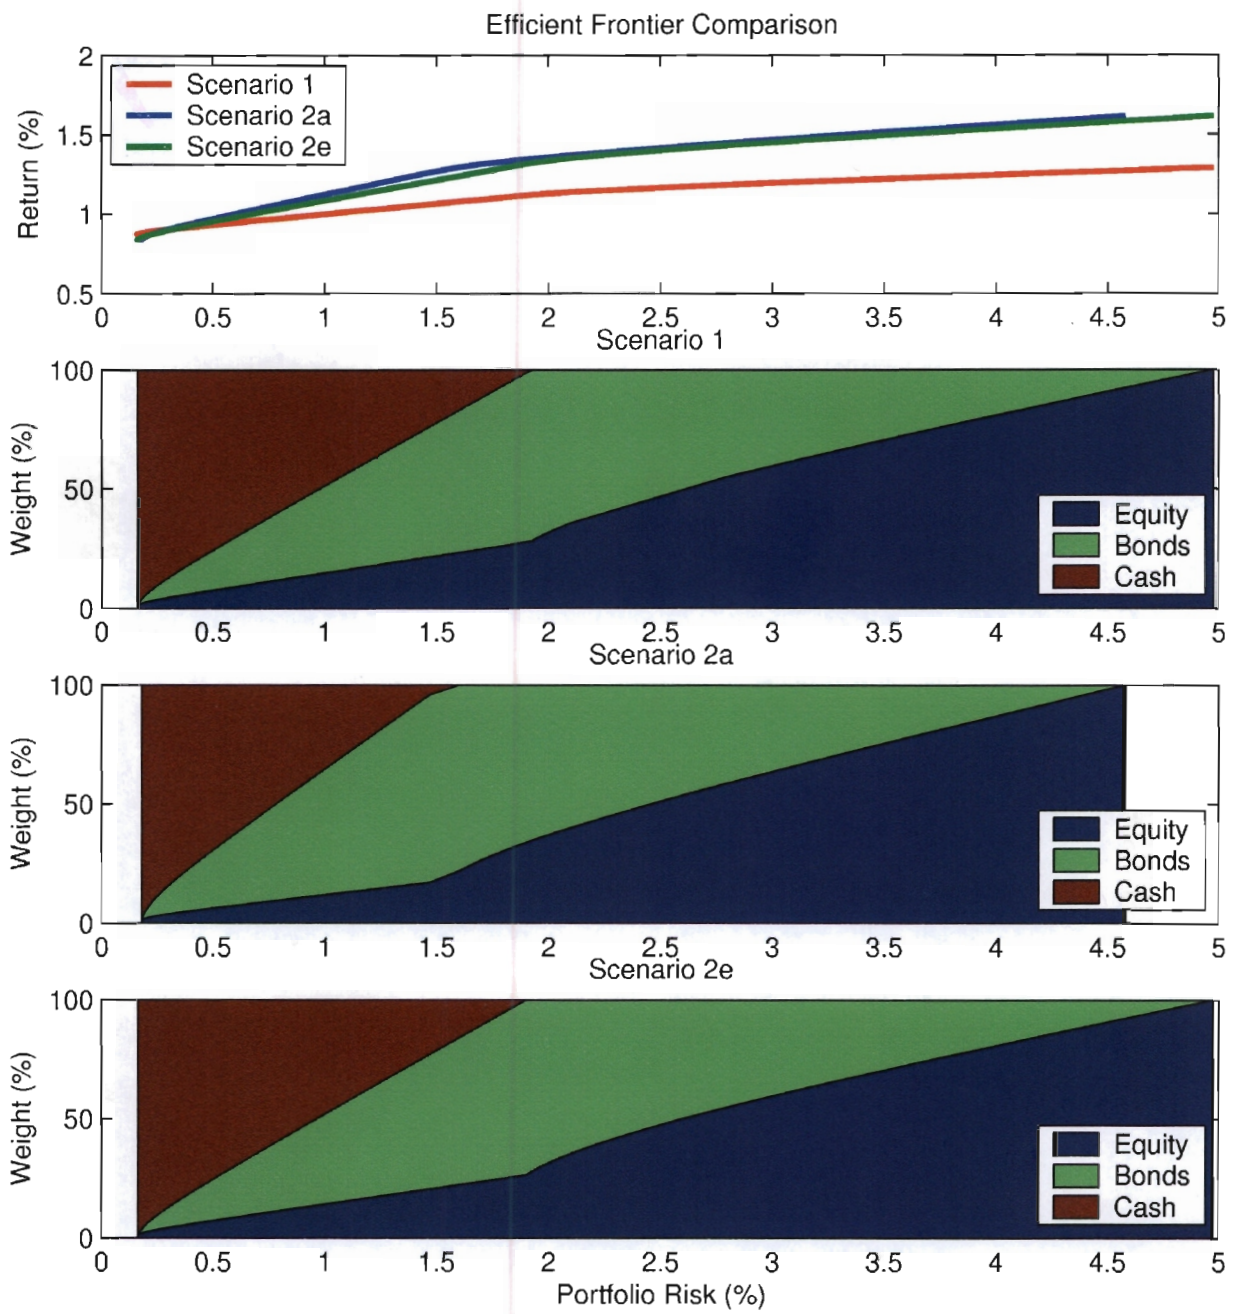 Efficient Frontier Comparison
2
1.5
1
0.5
Return (%)
Scenario 1
Scenario 2a
Scenario 2e
0 0.5 1 1.5 2 2.5 3 3.5 4 4.5 5
Scenario 1
100
50
0
Weight (%)
Equity
Bonds
Cash
0 0.5 1 1.5 2 2.5 3 3.5 4 4.5 5
Scenario 2a
100
50
0
Weight (%)
Equity
Bonds
Cash
0 0.5 1 1.5 2 2.5 3 3.5 4 4.5 5
Scenario 2e
100
50
0
Weight (%)
Equity
Bonds
Cash
0 0.5 1 1.5 2 2.5 3 3.5 4 4.5 5
Portfolio Risk (%)